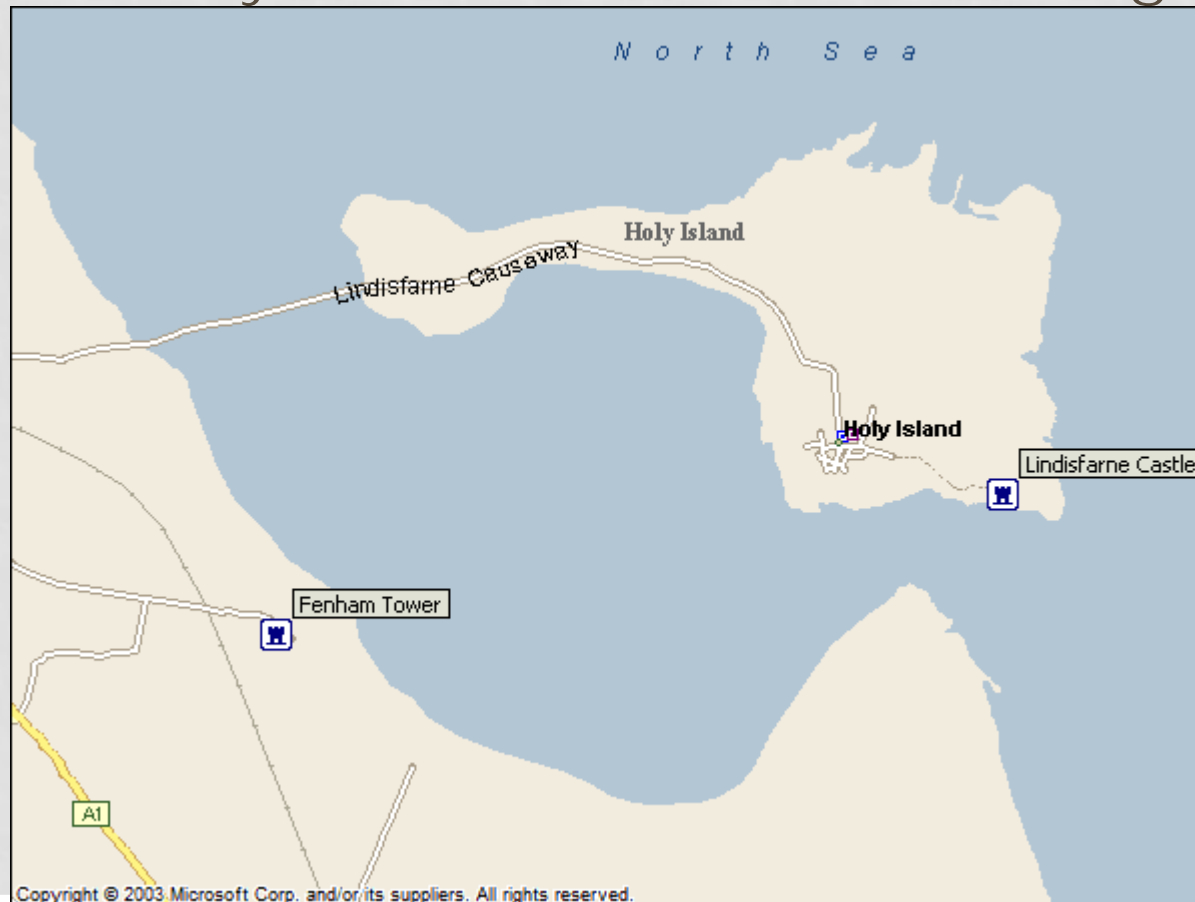 North Sea
Holy Island
Lindisfarne Causeway
Holy Island
Lindisfarne Castle
Fenham Tower
A1
Copyright © 2003 Microsoft Corp. and/or its suppliers. All rights reserved.